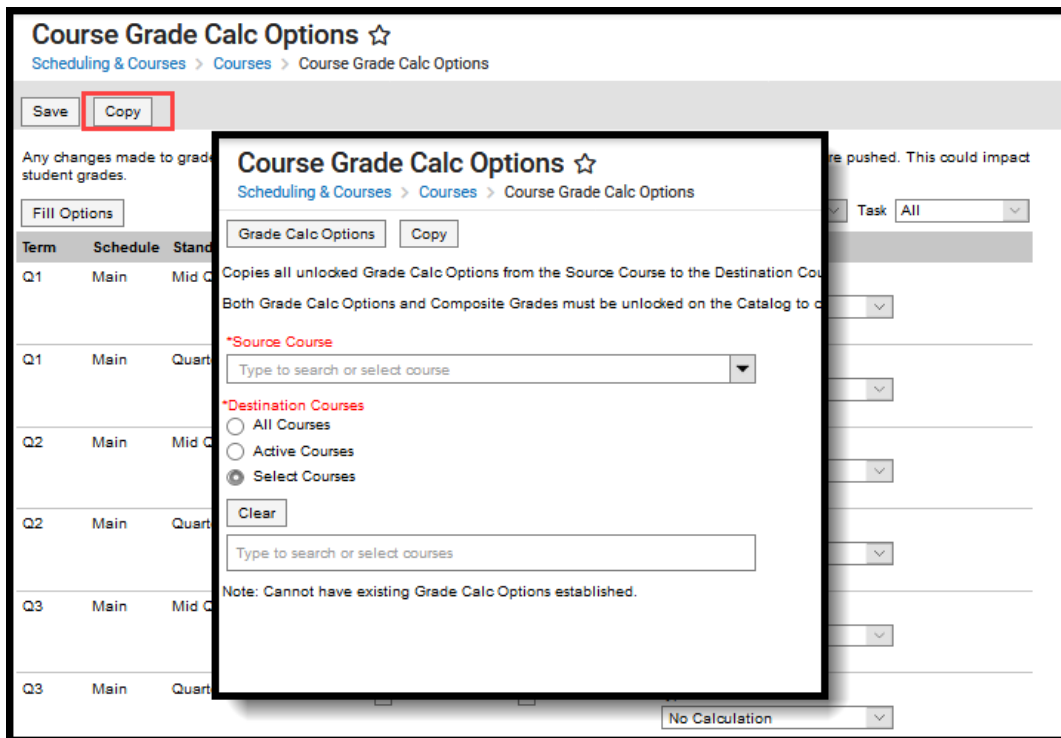 Course Grade Calc Options
Scheduling & Courses > Courses > Course Grade Calc Options
Save Copy
Any changes made to grade re pushed. This could impact
student grades.
Fill Options Task All
Term Schedule Stand
Q1 Main Mid Q
Q1 Main Quart
Q2 Main Mid Q
Q2 Main Quart
Q3 Main Mid Q
Q3 Main Quart
No Calculation
Course Grade Calc Options
Scheduling & Courses > Courses > Course Grade Calc Options
Grade Calc Options Copy
Copies all unlocked Grade Calc Options from the Source Course to the Destination Cou
Both Grade Calc Options and Composite Grades must be unlocked on the Catalog to c
*Source Course
Type to search or select course
*Destination Courses
All Courses
Active Courses
Select Courses
Clear
Type to search or select courses
Note: Cannot have existing Grade Calc Options established.